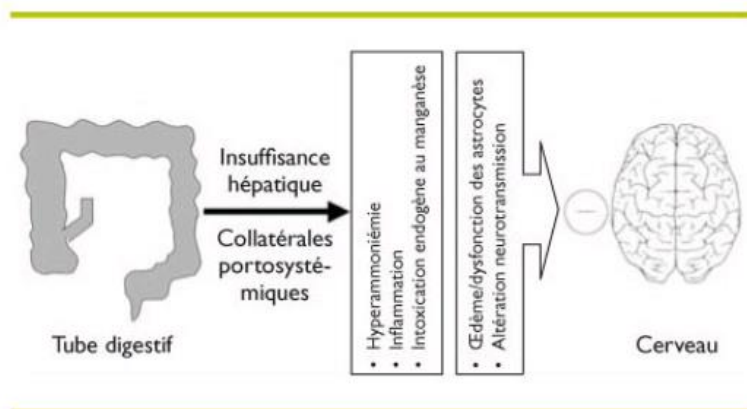 Tube digestif
Insuffisance
hépatique
Collatérales
portosysté-
miques
• Hyperammoniémie
• Inflammation
• Intoxication endogène au manganèse
• Œdème/dysfonction des astrocytes
• Altération neurotransmission
Cerveau